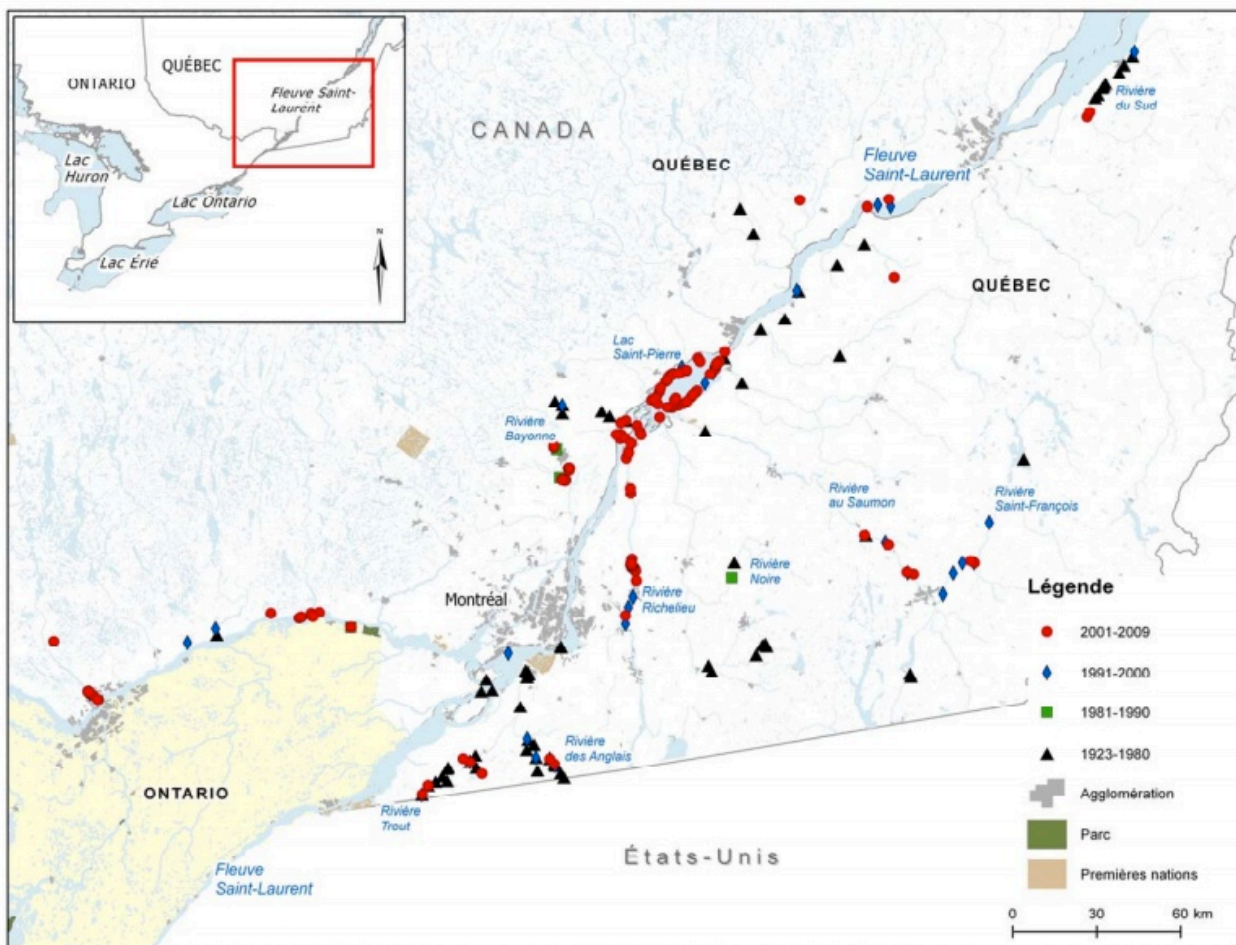 QUÉBEC
ONTARIO
Fleuve Saint-
Laurent
Lac
Huron
Lac Ontario
Lac Érié
N
CANADA
QUÉBEC
Fleuve
Saint-Laurent
Rivière
du Sud
QUÉBEC
Lac
Saint-Pierre
Rivière
Bayonne
Rivière
au Saumon
Rivière
Saint-François
Montréal
Rivière
Noire
Rivière
Richelieu
Rivière
des Anglais
ONTARIO
Rivière
Trout
États-Unis
Fleuve
Saint-Laurent
Légende
2001-2009
1991-2000
1981-1990
1923-1980
Agglomération
Parc
Premières nations
0 30 60 km